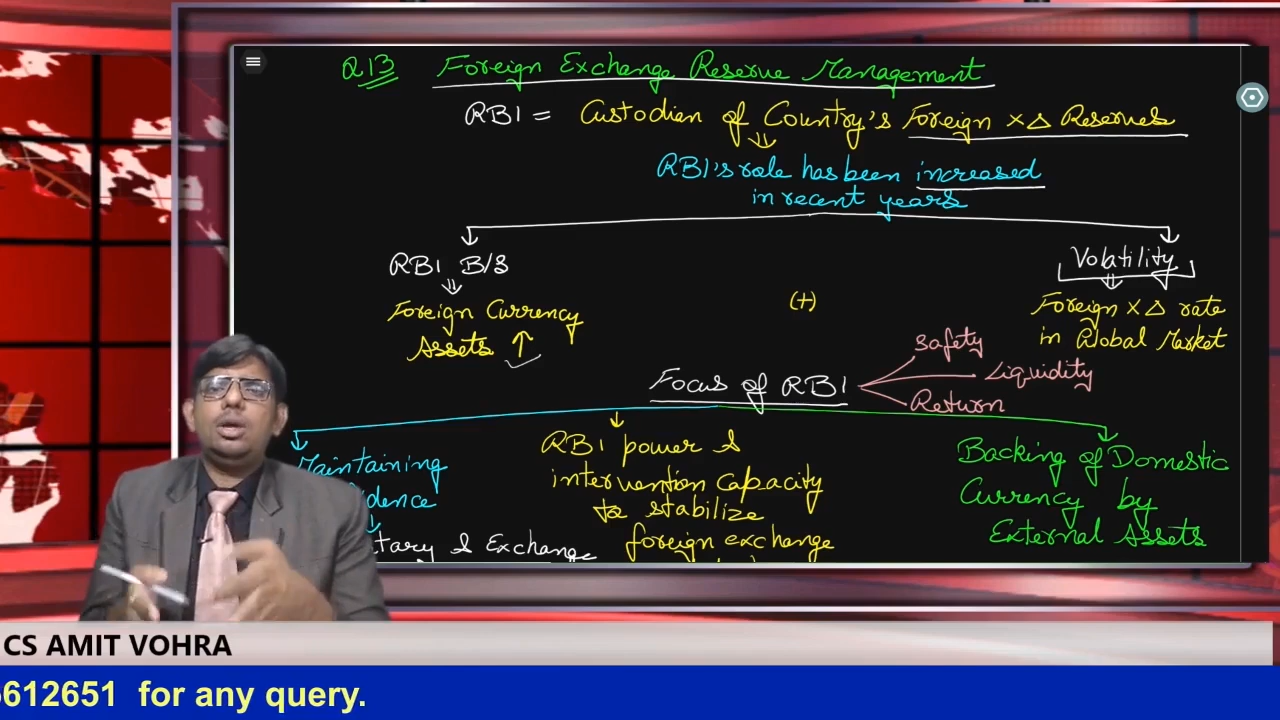 Q13 Foreign Exchange Reserve Management
RBI = Custodian of Country's Foreign x∆ Reserves
RBI's role has been increased
in recent years
RBI B/S
Foreign Currency
Assets ↑
(+)
Volatility
Foreign x∆ rate
in Global Market
Focus of RBI
Safety
Liquidity
Return
Maintaining
idence
tary & Exchange
RBI power &
intervention capacity
to stabilize
foreign exchange
Backing of Domestic
Currency by
External Assets
CS AMIT VOHRA
612651 for any query.